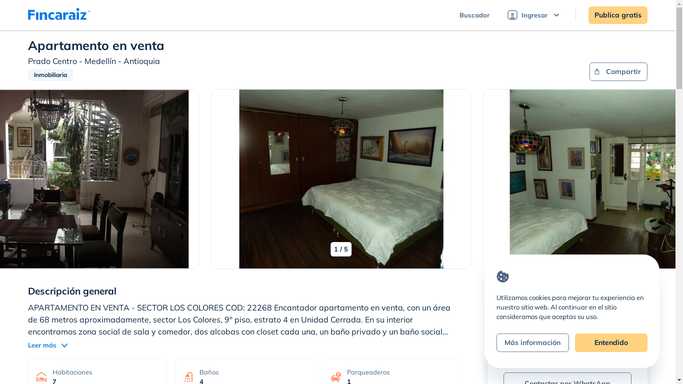 Fincaraiz
Buscador
Ingresar
Publica gratis
Apartamento en venta
Prado Centro - Medellín - Antioquia
Inmobiliaria
Compartir
1 / 5
Descripción general
APARTAMENTO EN VENTA - SECTOR LOS COLORES COD: 22268 Encantador apartamento en venta, con un área
de 68 metros aproximadamente, sector Los Colores, 9° piso, estrato 4 en Unidad Cerrada. En su interior
encontramos zona social de sala y comedor, dos alcobas con closet cada una, un baño privado y un baño social...
Leer más
Habitaciones
7
Baños
4
Parqueaderos
1
Utilizamos cookies para mejorar tu experiencia en
nuestro sitio web. Al continuar en el sitio
consideramos que aceptas su uso.
Más información
Entendido
Contactar por WhatsApp